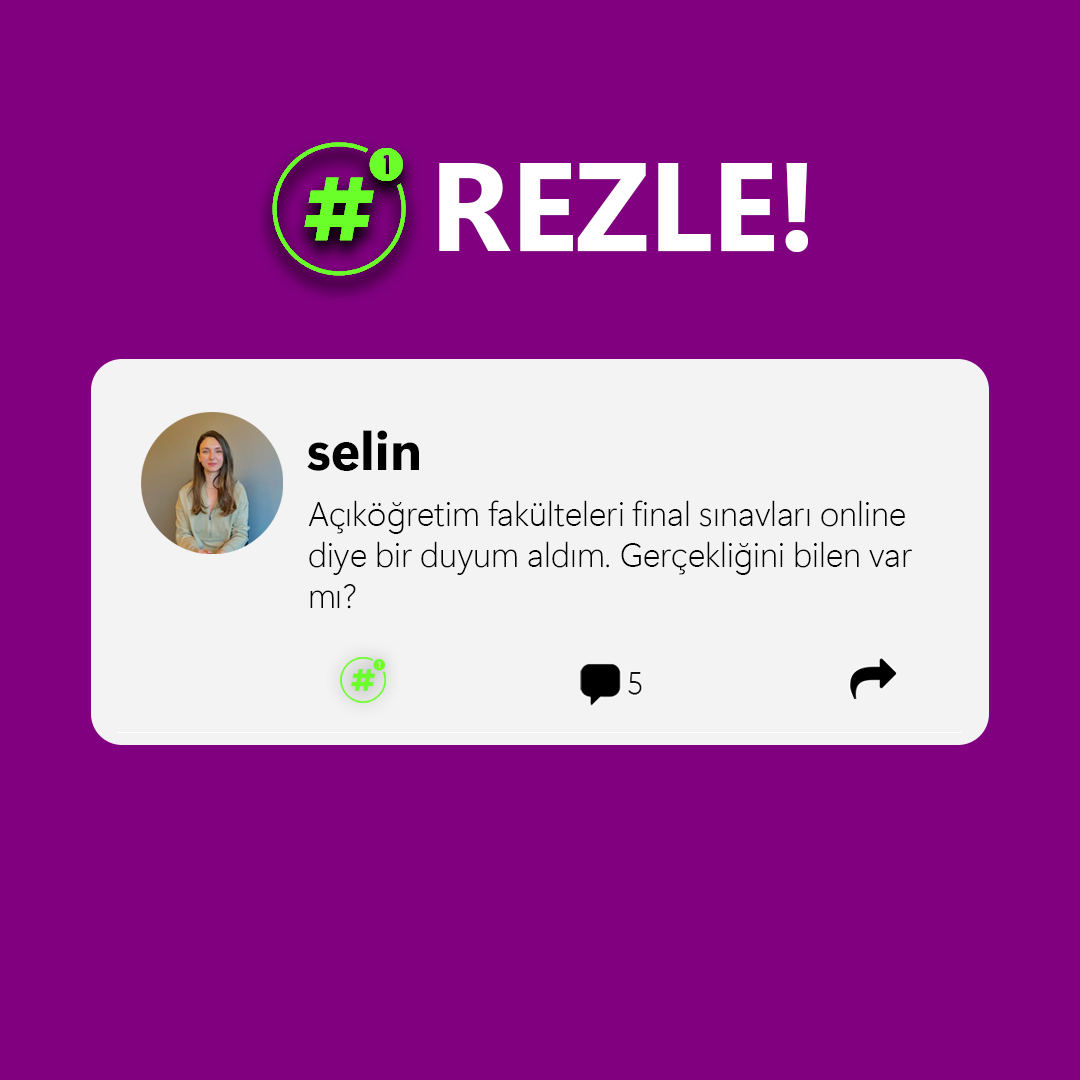 # 1 REZLE!
selin
Açıköğretim fakülteleri final sınavları online
diye bir duyum aldım. Gerçekliğini bilen var
mı?
# 1 5